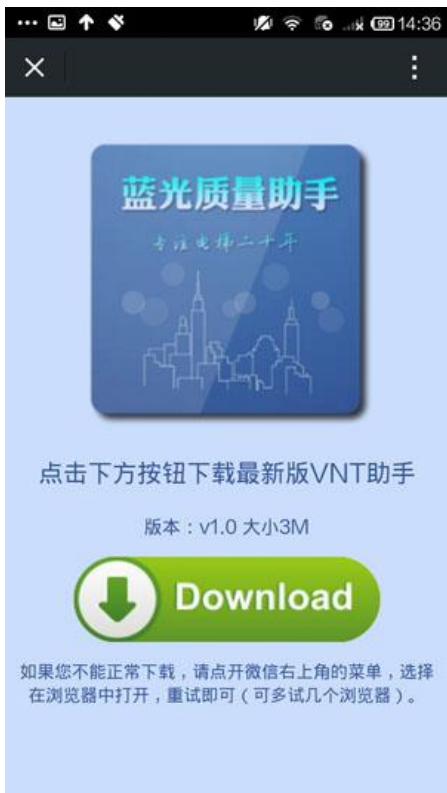 99 14:36
蓝光质量助手
专注电梯二十年
点击下方按钮下载最新版VNT助手
版本：v1.0 大小3M
Download
如果您不能正常下载，请点开微信右上角的菜单，选择
在浏览器中打开，重试即可（可多试几个浏览器）。